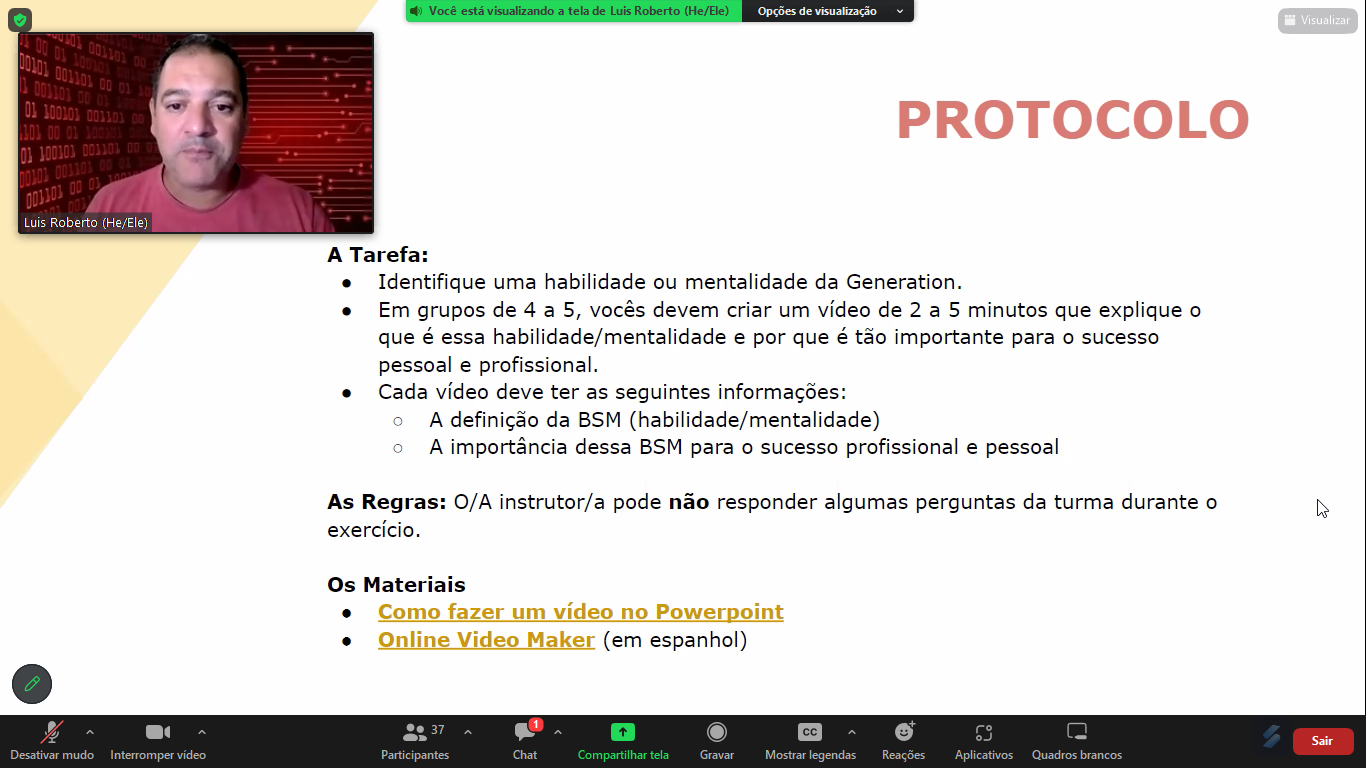 Você está visualizando a tela de Luis Roberto (He/Ele)
Opções de visualização
Visualizar
Luis Roberto (He/Ele)
PROTOCOLO
A Tarefa:
● Identifique uma habilidade ou mentalidade da Generation.
● Em grupos de 4 a 5, vocês devem criar um vídeo de 2 a 5 minutos que explique o
que é essa habilidade/mentalidade e por que é tão importante para o sucesso
pessoal e profissional.
● Cada vídeo deve ter as seguintes informações:
○ A definição da BSM (habilidade/mentalidade)
○ A importância dessa BSM para o sucesso profissional e pessoal
As Regras: O/A instrutor/a pode não responder algumas perguntas da turma durante o
exercício.
Os Materiais
● Como fazer um vídeo no Powerpoint
● Online Video Maker (em espanhol)
Desativar mudo
Interromper vídeo
37
Participantes
1
Chat
Compartilhar tela
Gravar
CC
Mostrar legendas
Reações
Aplicativos
Quadros brancos
Sair